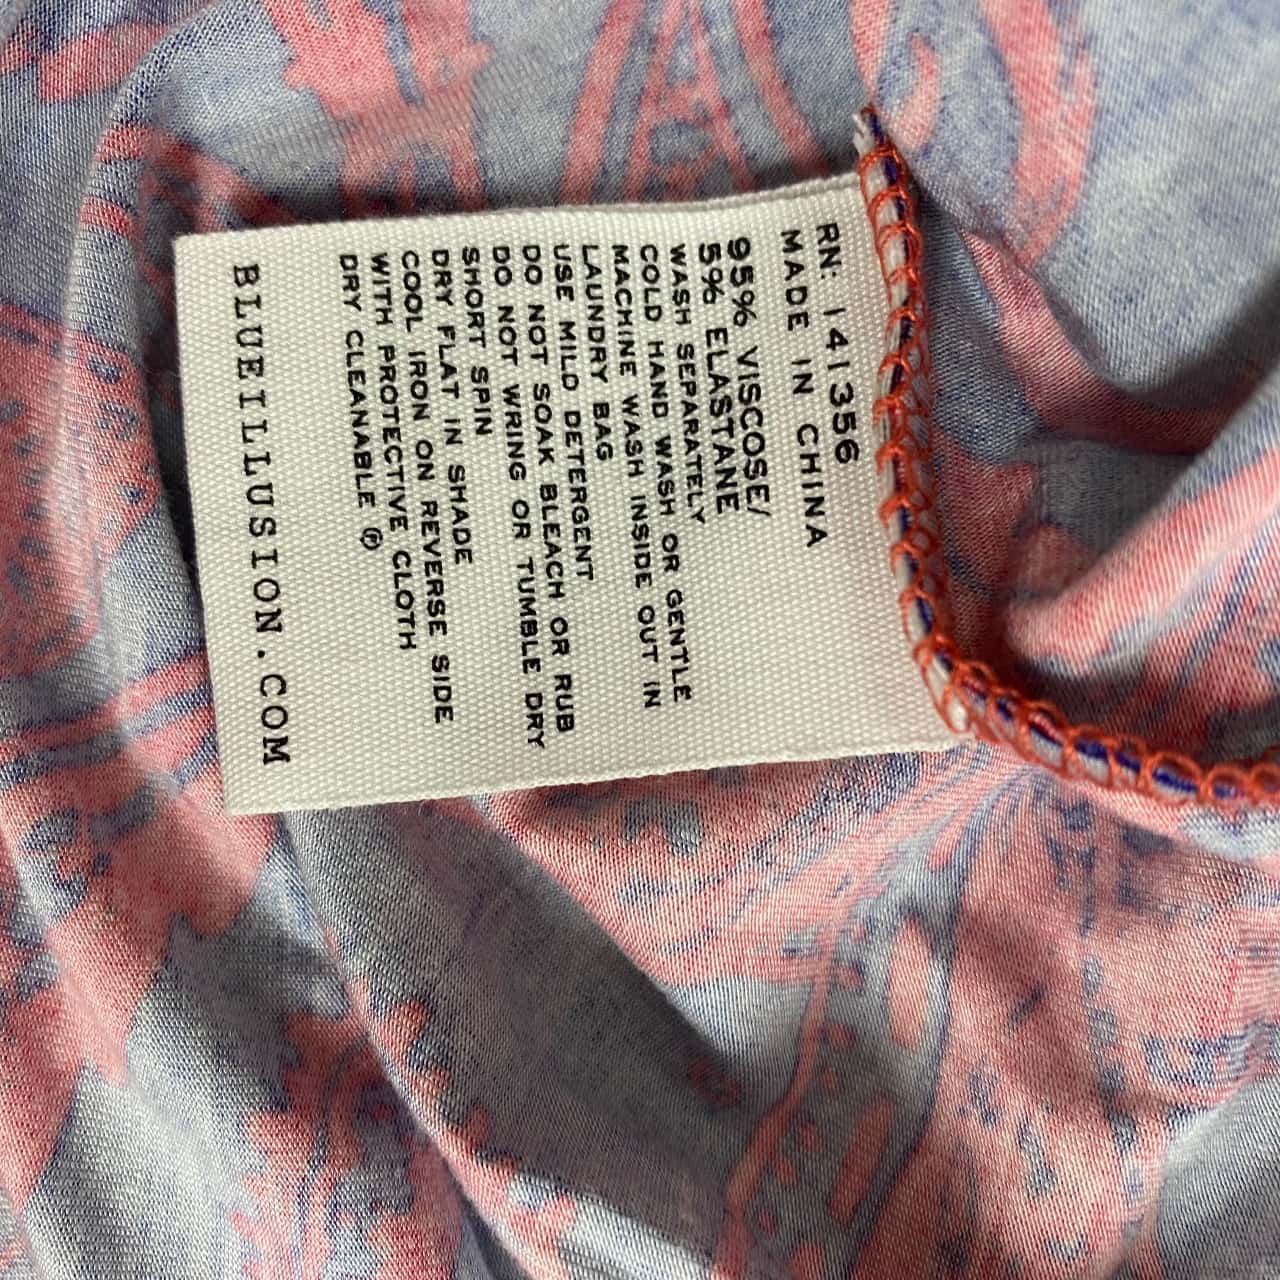 RN: 141356
MADE IN CHINA
95% VISCOSE/
5% ELASTANE
WASH SEPARATELY
COLD HAND WASH OR GENTLE
MACHINE WASH INSIDE OUT IN
LAUNDRY BAG
USE MILD DETERGENT
DO NOT SOAK BLEACH OR RUB
DO NOT WRING OR TUMBLE DRY
SHORT SPIN
DRY FLAT IN SHADE
COOL IRON ON REVERSE SIDE
WITH PROTECTIVE CLOTH
DRY CLEANABLE Ⓟ
BLUEILLUSION.COM